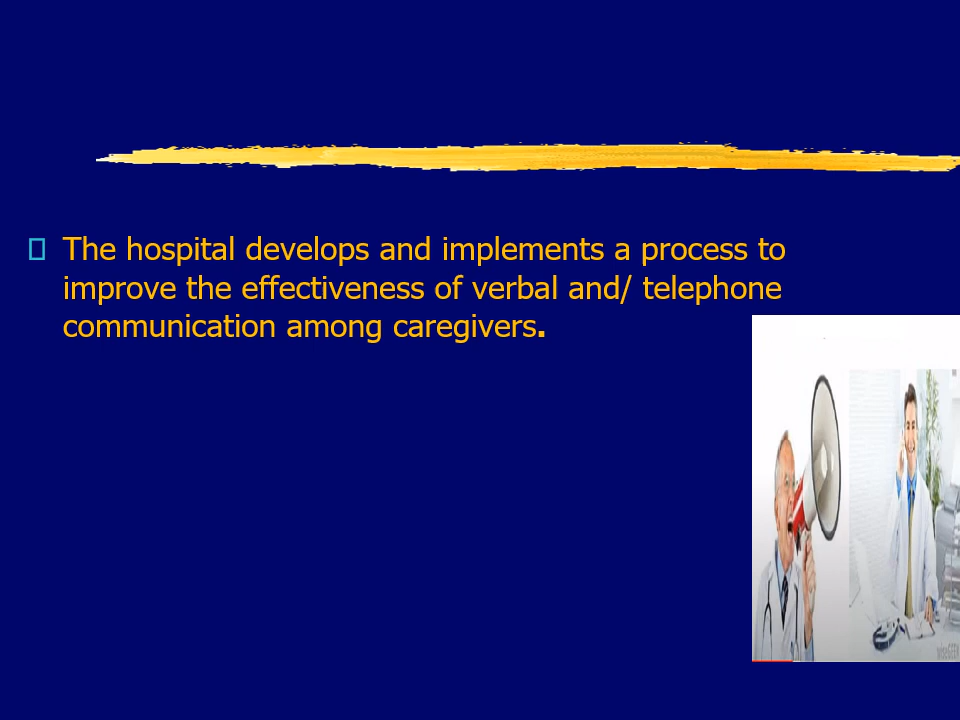 The hospital develops and implements a process to
improve the effectiveness of verbal and/ telephone
communication among caregivers.